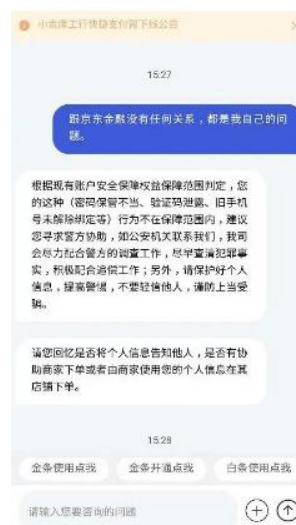 小金库工行快捷支付暂下线公告
15:27
跟京东金融没有任何关系，都是我自己的问
题。
根据现有账户安全保障权益保障范围判定，您
的这种（密码保管不当、验证码泄露、旧手机
号未解除绑定等）行为不在保障范围内，建议
您寻求警方协助，如公安机关联系我们，我司
会尽力配合警方的调查工作，尽早查清犯罪事
实，积极配合追偿工作；另外，请保护好个人
信息，提高警惕，不要轻信他人，谨防上当受
骗。
请您回忆是否将个人信息告知他人，是否有协
助商家下单或者由商家使用您的个人信息在其
店铺下单。
15:28
金条使用点我
金条开通点我
白条使用点我
请输入您要咨询的问题